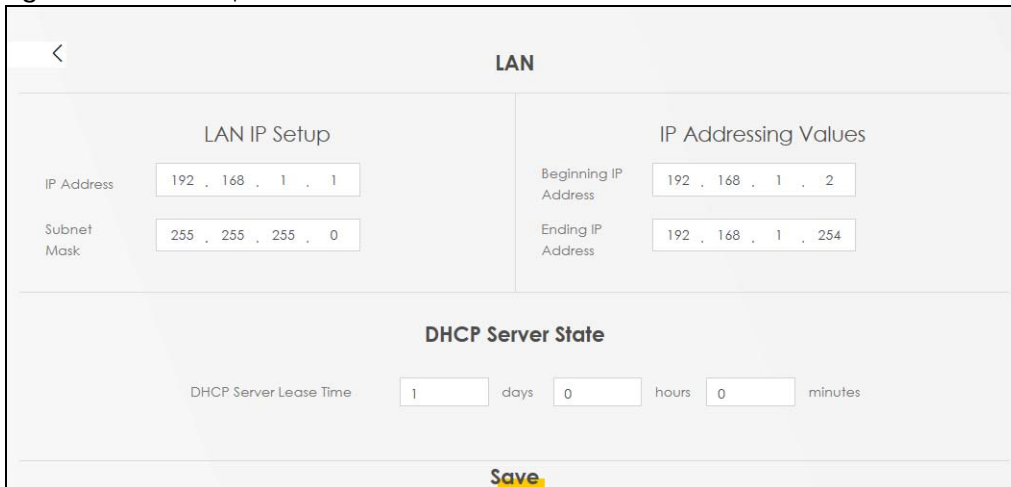 LAN
LAN IP Setup
IP Address 192 . 168 . 1 . 1
Subnet Mask 255 . 255 . 255 . 0
IP Addressing Values
Beginning IP Address 192 . 168 . 1 . 2
Ending IP Address 192 . 168 . 1 . 254
DHCP Server State
DHCP Server Lease Time 1 days 0 hours 0 minutes
Save